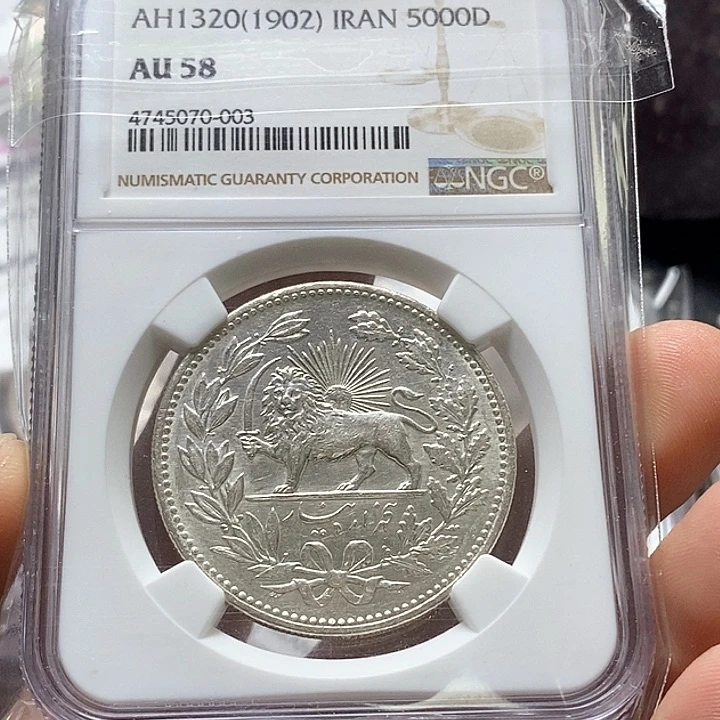 AH1320(1902) IRAN 5000D
AU 58
4745070-003
NUMISMATIC GUARANTY CORPORATION
NGC®